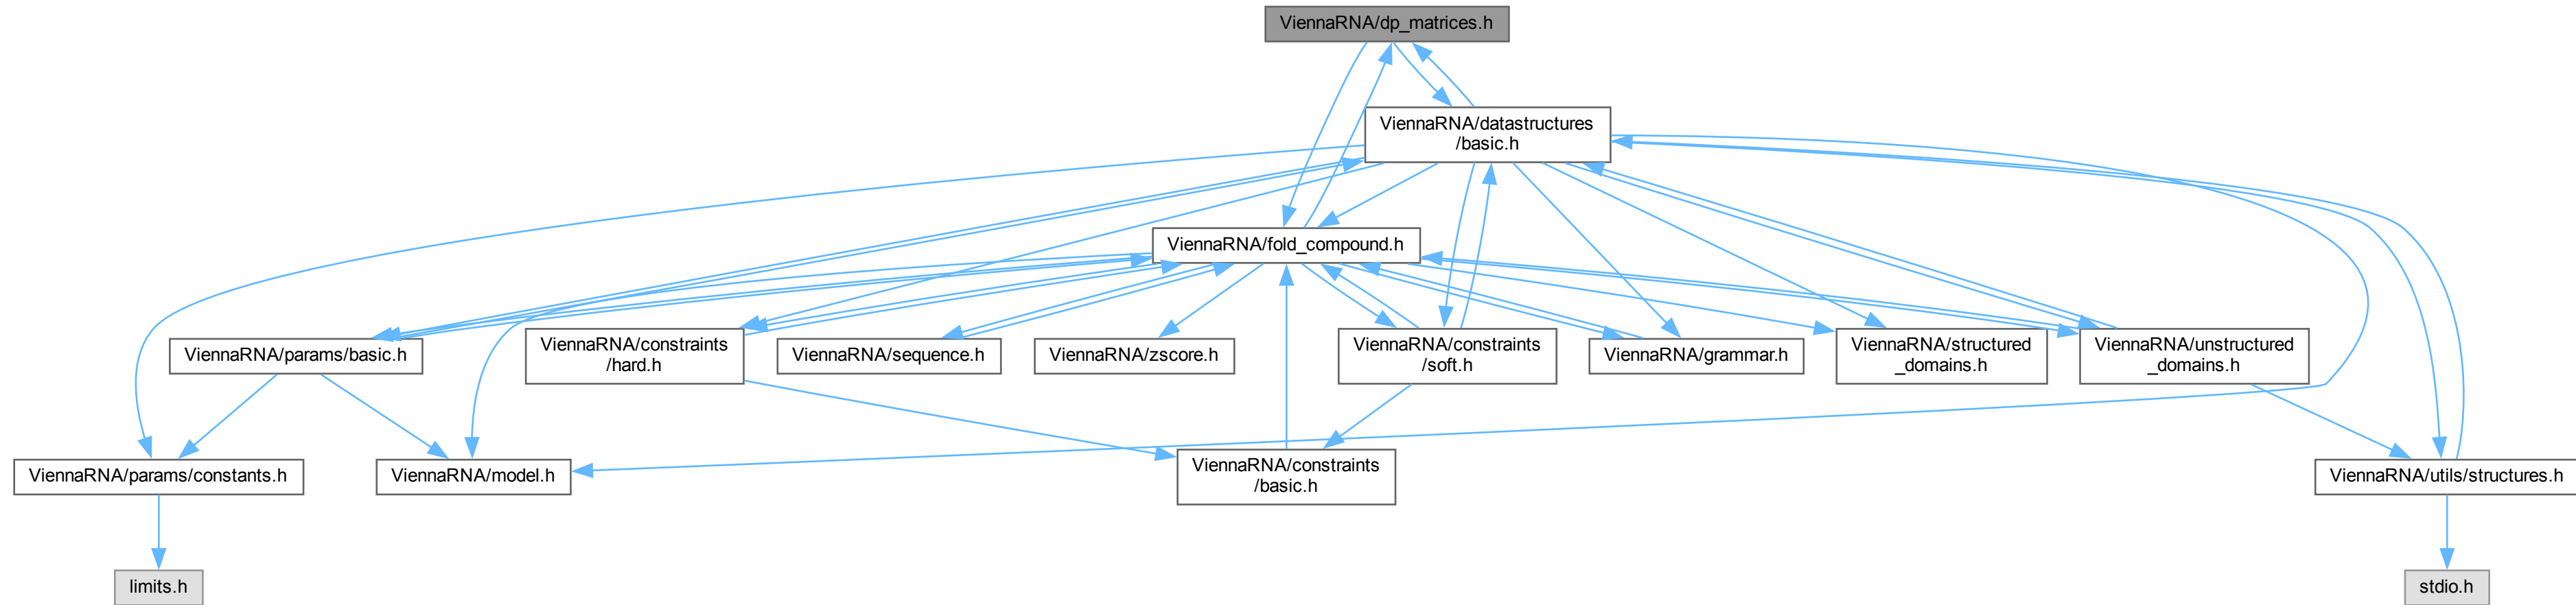 ViennaRNA/dp_matrices.h
ViennaRNA/datastructures
/basic.h
ViennaRNA/fold_compound.h
ViennaRNA/params/basic.h
ViennaRNA/constraints
/hard.h
ViennaRNA/sequence.h
ViennaRNA/zscore.h
ViennaRNA/constraints
/soft.h
ViennaRNA/grammar.h
ViennaRNA/structured
_domains.h
ViennaRNA/unstructured
_domains.h
ViennaRNA/params/constants.h
ViennaRNA/model.h
ViennaRNA/constraints
/basic.h
ViennaRNA/utils/structures.h
limits.h
stdio.h